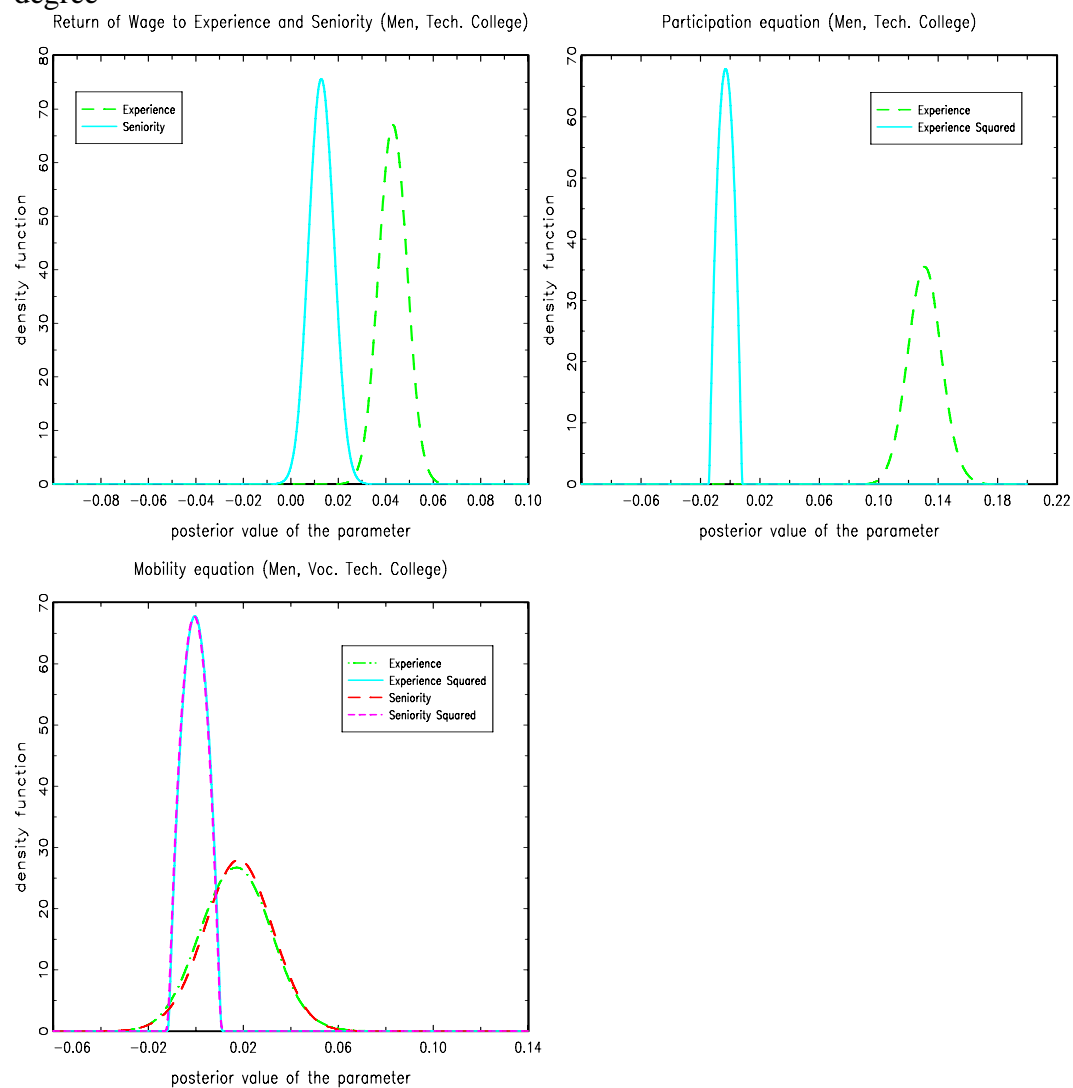 degree
Return of Wage to Experience and Seniority (Men, Tech. College)
density function
80
70
60
50
40
30
20
10
0
Experience
Seniority
−0.08 −0.04 −0.02 0.00 0.02 0.04 0.06 0.08 0.10
posterior value of the parameter
Participation equation (Men, Tech. College)
density function
70
60
50
40
30
20
10
0
Experience
Experience Squared
−0.06 −0.02 0.02 0.06 0.10 0.14 0.18 0.22
posterior value of the parameter
Mobility equation (Men, Voc. Tech. College)
density function
70
60
50
40
30
20
10
0
Experience
Experience Squared
Seniority
Seniority Squared
−0.06 −0.02 0.02 0.06 0.10 0.14
posterior value of the parameter